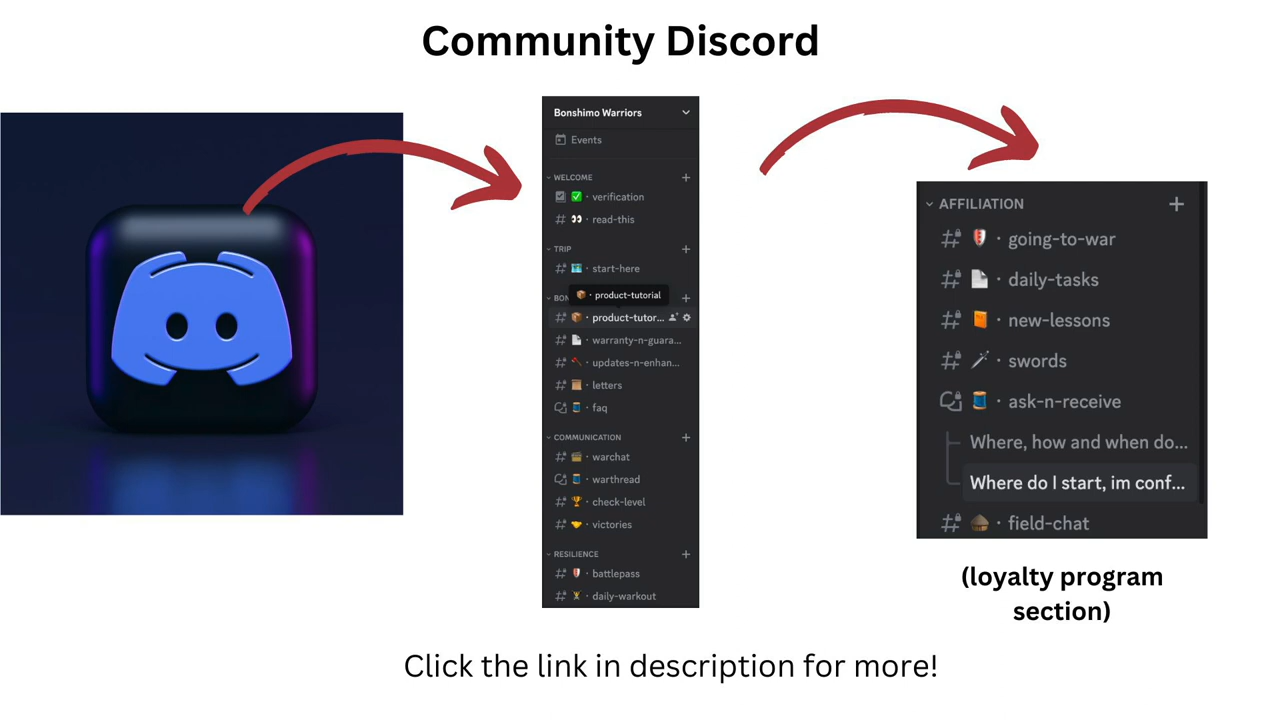 Community Discord
Bonshimo Warriors
Events
WELCOME
verification
read-this
TRIP
start-here
BON
product-tutorial
product-tutor...
warranty-n-guara...
updates-n-enhan...
letters
faq
COMMUNICATION
warchat
warthread
check-level
victories
RESILIENCE
battlepass
daily-warkout
AFFILIATION
going-to-war
daily-tasks
new-lessons
swords
ask-n-receive
Where, how and when do...
Where do I start, im conf...
field-chat
(loyalty program
section)
Click the link in description for more!